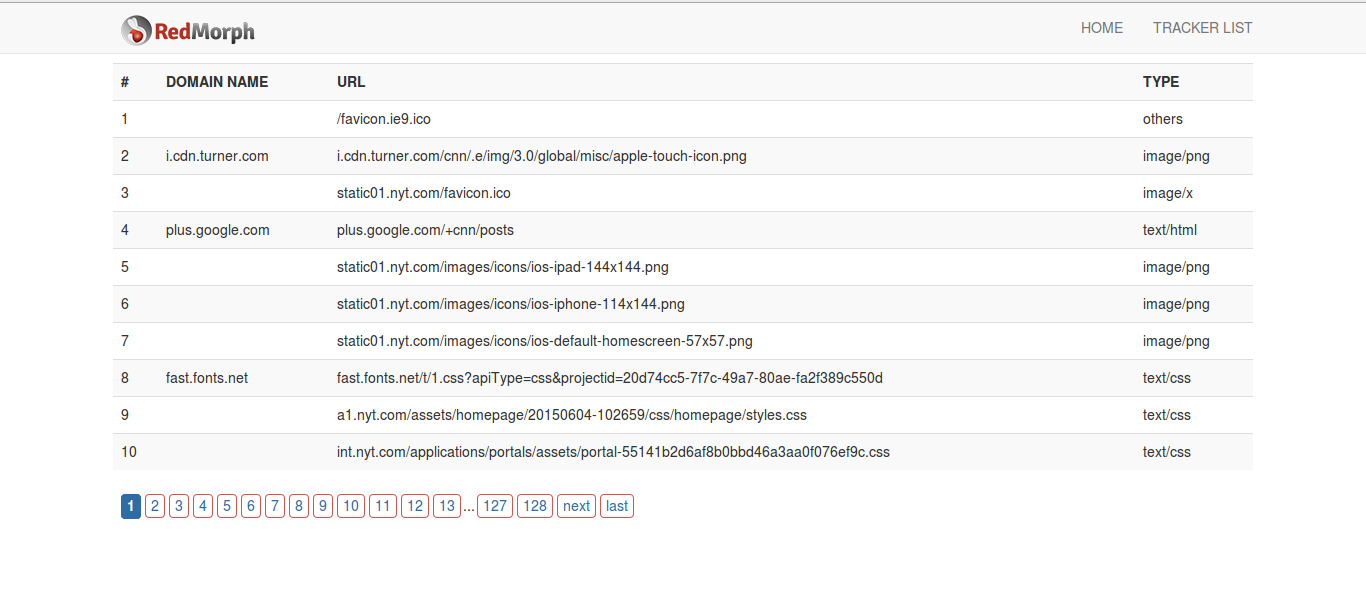 RedMorph HOME TRACKER LIST
# DOMAIN NAME URL TYPE
1 /favicon.ie9.ico others
2 i.cdn.turner.com i.cdn.turner.com/cnn/.e/img/3.0/global/misc/apple-touch-icon.png image/png
3 static01.nyt.com/favicon.ico image/x
4 plus.google.com plus.google.com/+cnn/posts text/html
5 static01.nyt.com/images/icons/ios-ipad-144x144.png image/png
6 static01.nyt.com/images/icons/ios-iphone-114x144.png image/png
7 static01.nyt.com/images/icons/ios-default-homescreen-57x57.png image/png
8 fast.fonts.net fast.fonts.net/t/1.css?apiType=css&projectid=20d74cc5-7f7c-49a7-80ae-fa2f389c550d text/css
9 a1.nyt.com/assets/homepage/20150604-102659/css/homepage/styles.css text/css
10 int.nyt.com/applications/portals/assets/portal-55141b2d6af8b0bbd46a3aa0f076ef9c.css text/css
1 2 3 4 5 6 7 8 9 10 11 12 13 ... 127 128 next last